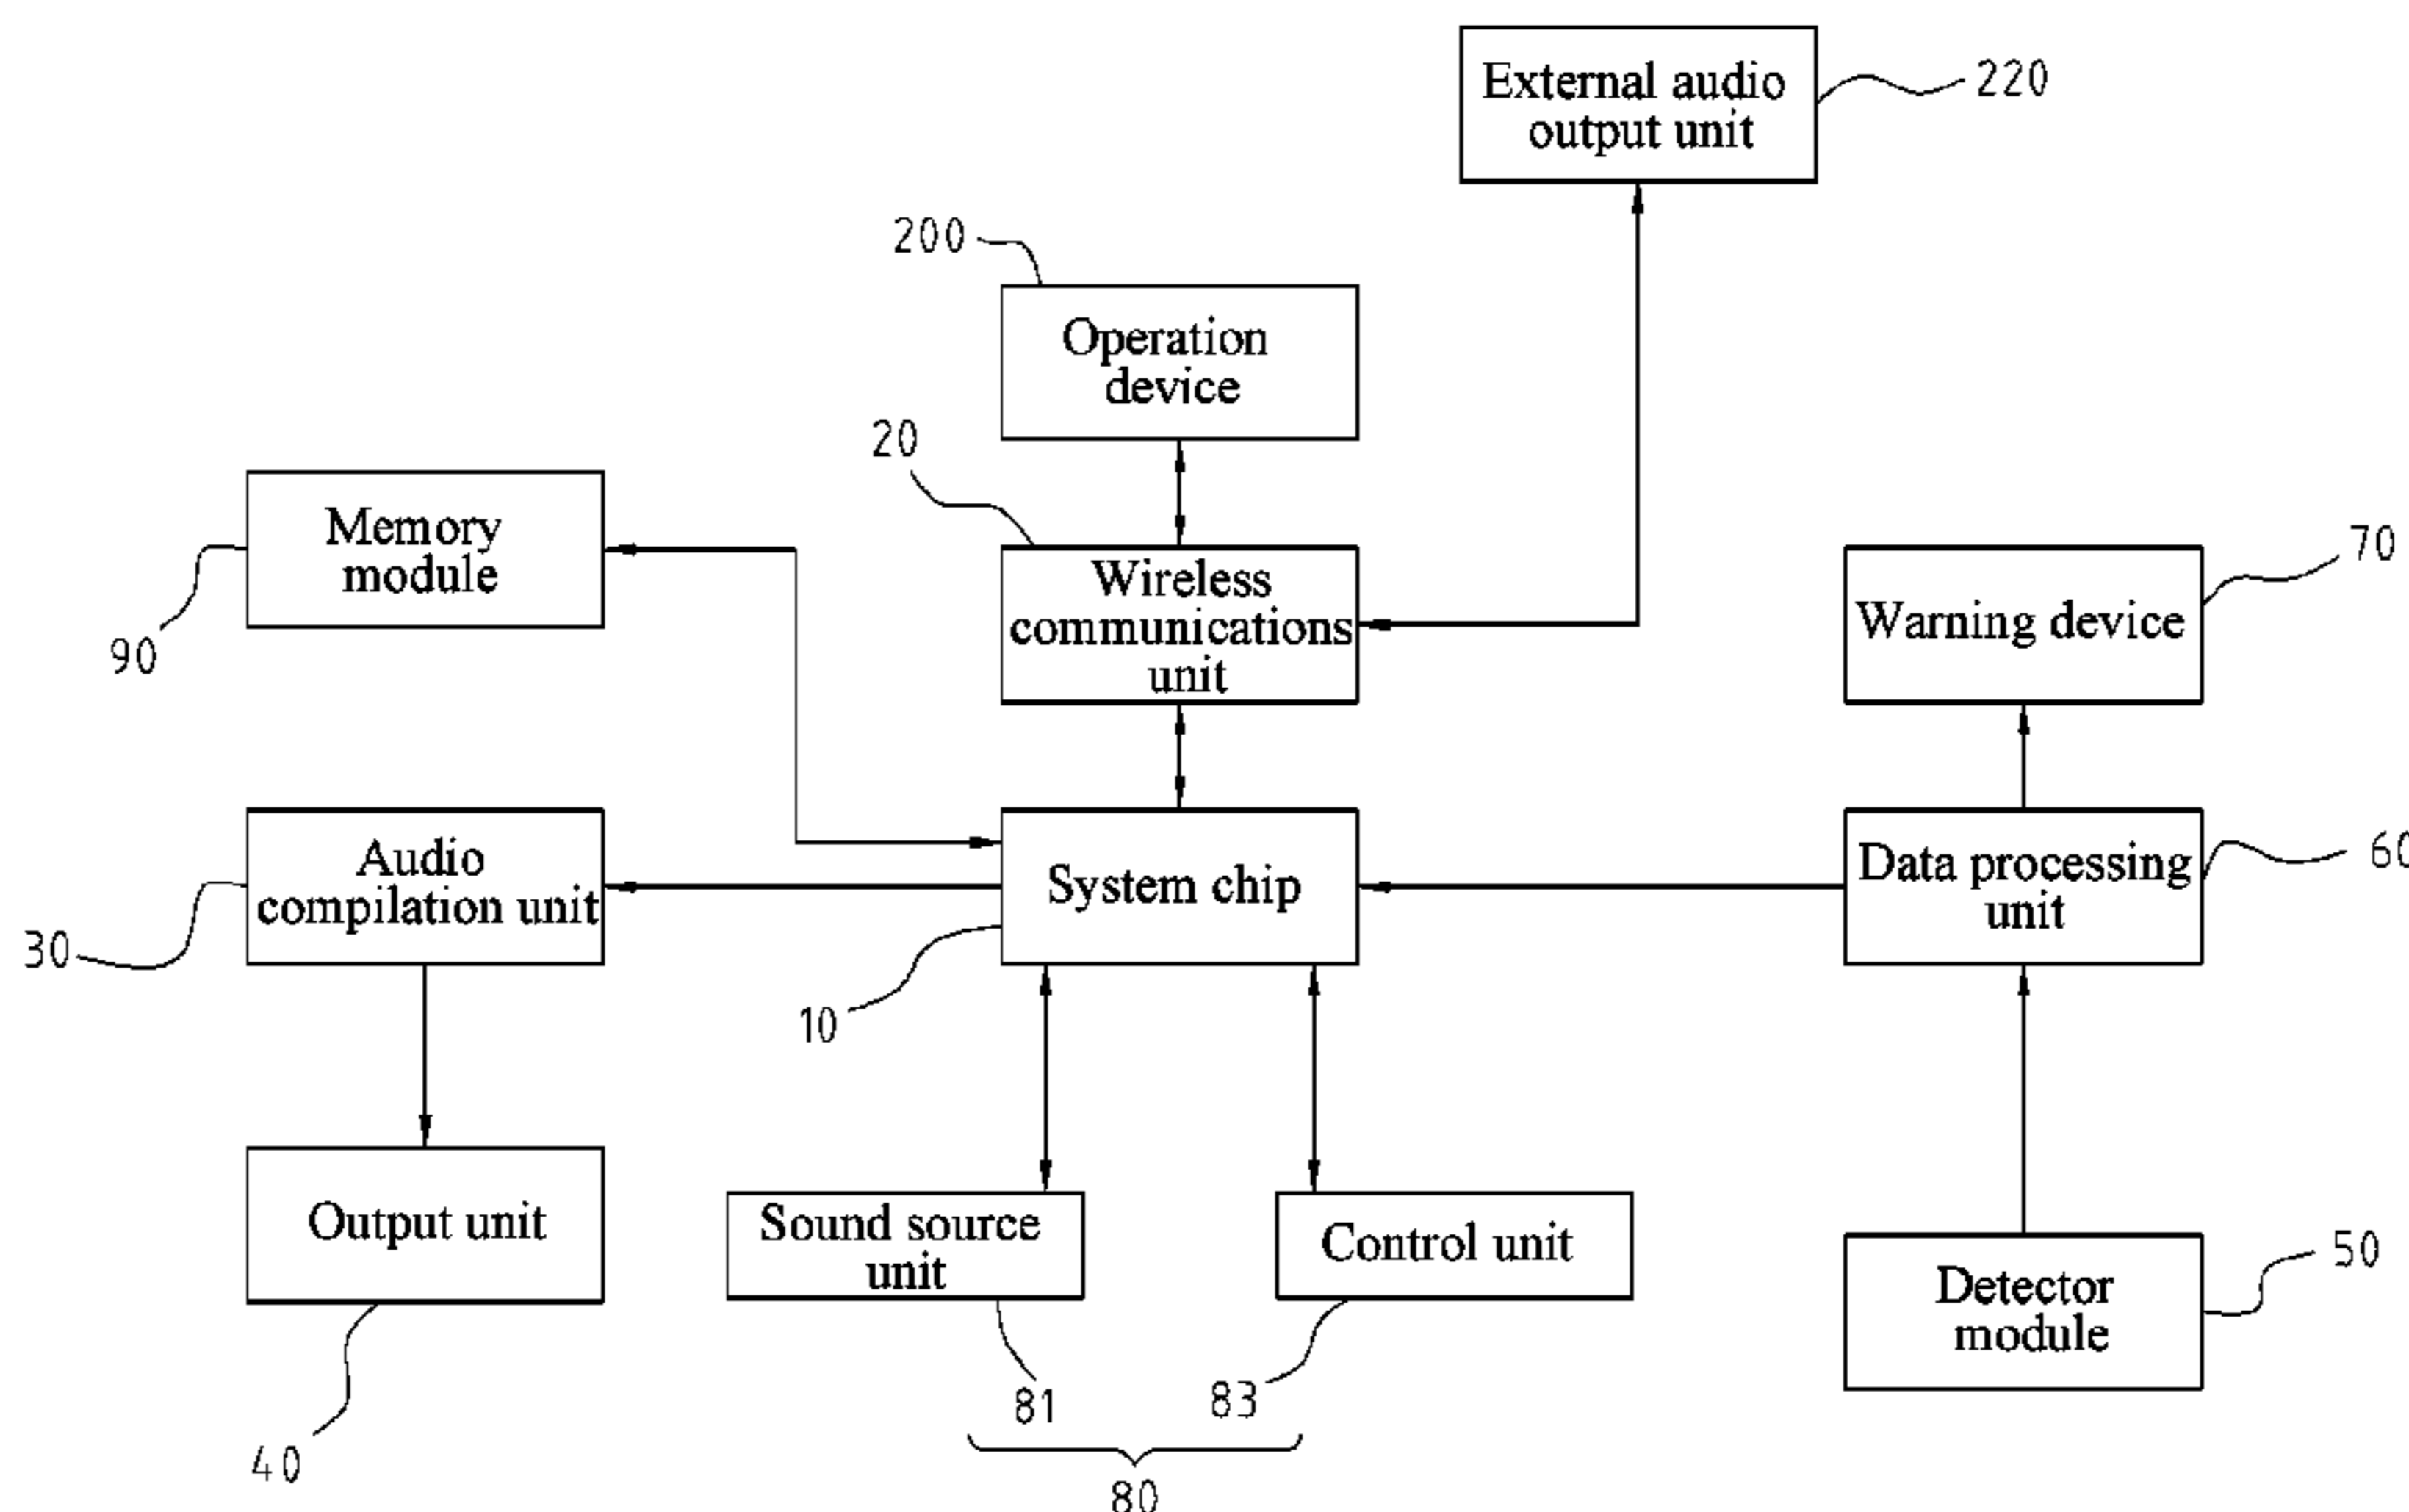 External audio
output unit
220
200
Operation
device
20
Memory
module
90
Wireless
communications
unit
70
Warning device
Audio
compilation unit
30
System chip
10
Data processing
unit
60
Output unit
40
Sound source
unit
81
Control unit
83
80
Detector
module
50